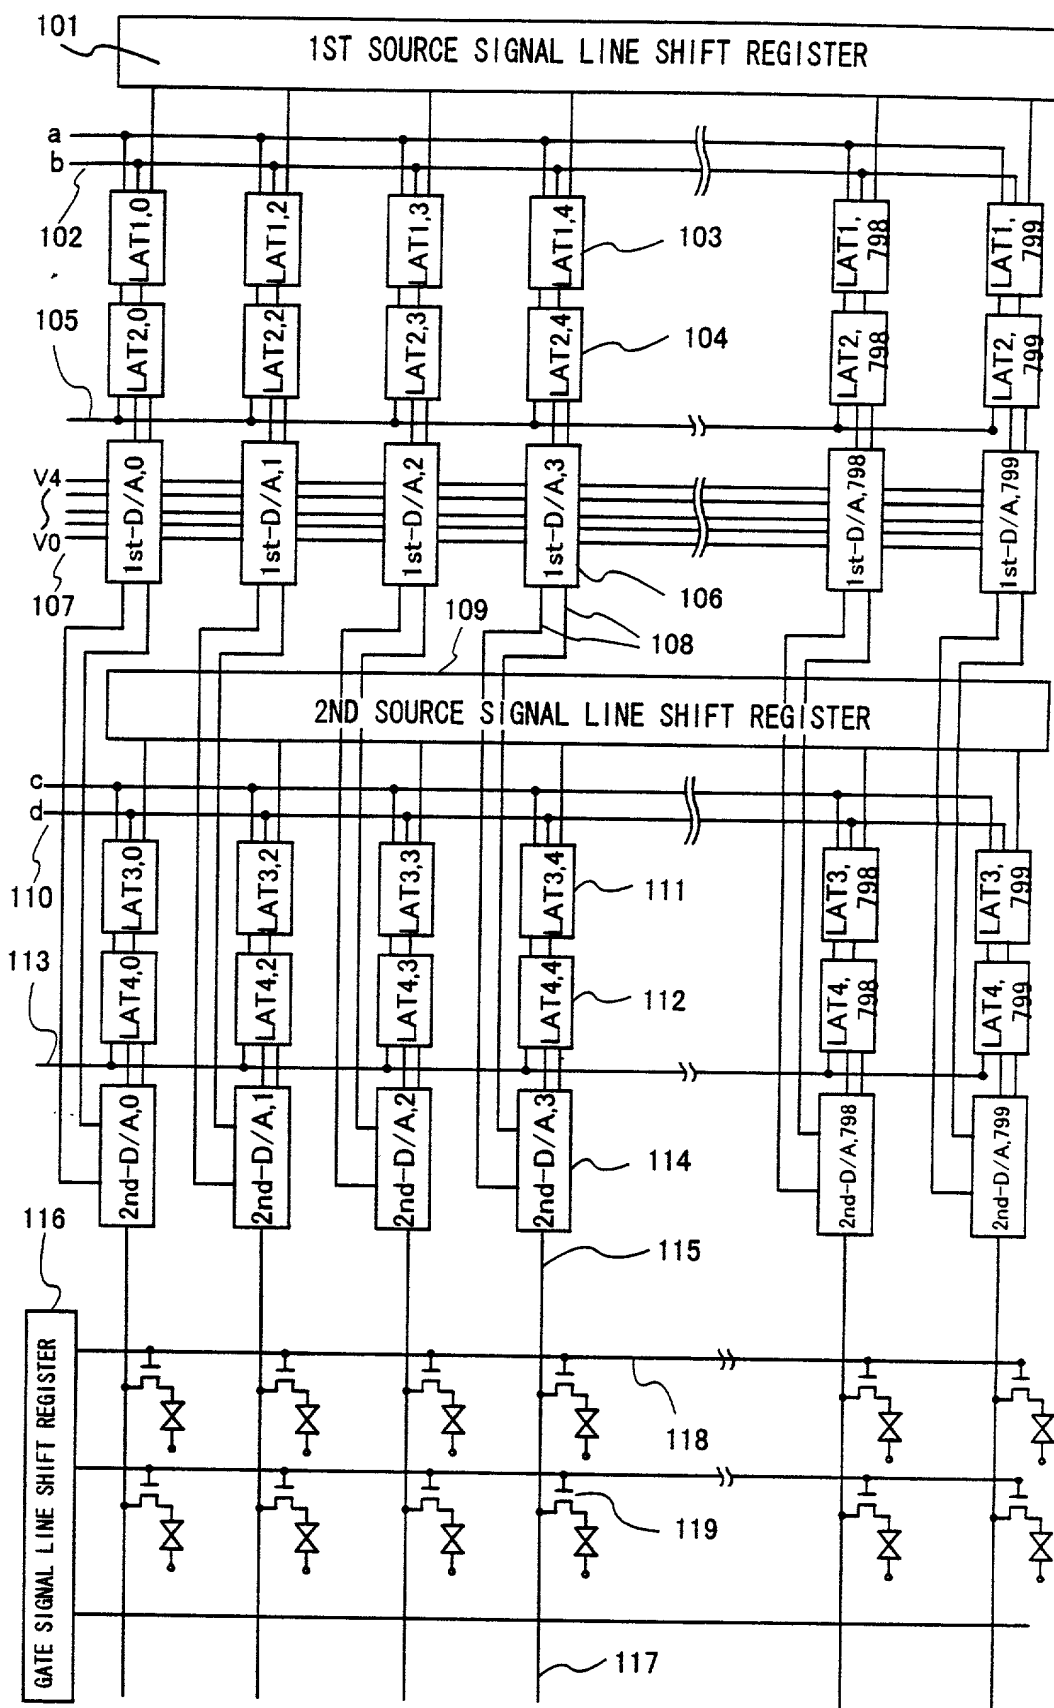 101
1ST SOURCE SIGNAL LINE SHIFT REGISTER
a
b
102
LAT1,0
LAT1,2
LAT1,3
LAT1,4
103
LAT1, 798
LAT1, 799
105
LAT2,0
LAT2,2
LAT2,3
LAT2,4
104
LAT2, 798
LAT2, 799
V4
V0
107
1st-D/A,0
1st-D/A,1
1st-D/A,2
1st-D/A,3
106
1st-D/A,798
1st-D/A,799
109
108
2ND SOURCE SIGNAL LINE SHIFT REGISTER
c
d
110
LAT3,0
LAT3,2
LAT3,3
LAT3,4
111
LAT3, 798
LAT3, 799
113
LAT4,0
LAT4,2
LAT4,3
LAT4,4
112
LAT4, 798
LAT4, 799
2nd-D/A,0
2nd-D/A,1
2nd-D/A,2
2nd-D/A,3
114
2nd-D/A,798
2nd-D/A,799
116
115
GATE SIGNAL LINE SHIFT REGISTER
118
119
117